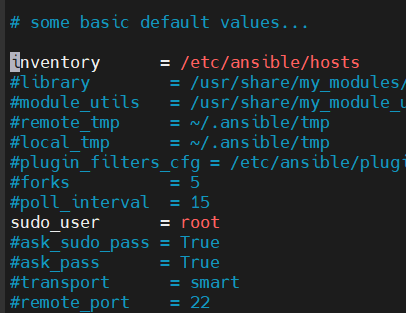 # some basic default values...
inventory = /etc/ansible/hosts
#library = /usr/share/my_modules/
#module_utils = /usr/share/my_module_u
#remote_tmp = ~/.ansible/tmp
#local_tmp = ~/.ansible/tmp
#plugin_filters_cfg = /etc/ansible/plugi
#forks = 5
#poll_interval = 15
sudo_user = root
#ask_sudo_pass = True
#ask_pass = True
#transport = smart
#remote_port = 22